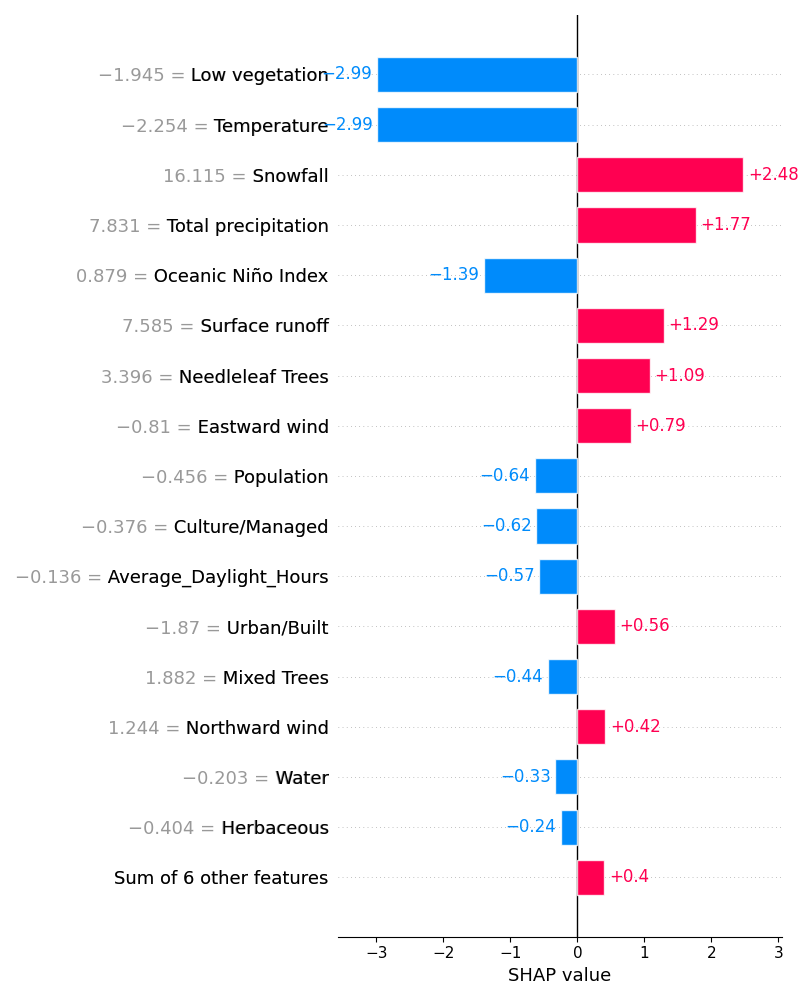 −1.945 = Low vegetation −2.99
−2.254 = Temperature −2.99
16.115 = Snowfall +2.48
7.831 = Total precipitation +1.77
0.879 = Oceanic Niño Index −1.39
7.585 = Surface runoff +1.29
3.396 = Needleleaf Trees +1.09
−0.81 = Eastward wind +0.79
−0.456 = Population −0.64
−0.376 = Culture/Managed −0.62
−0.136 = Average_Daylight_Hours −0.57
−1.87 = Urban/Built +0.56
1.882 = Mixed Trees −0.44
1.244 = Northward wind +0.42
−0.203 = Water −0.33
−0.404 = Herbaceous −0.24
Sum of 6 other features +0.4
−3 −2 −1 0 1 2 3
SHAP value